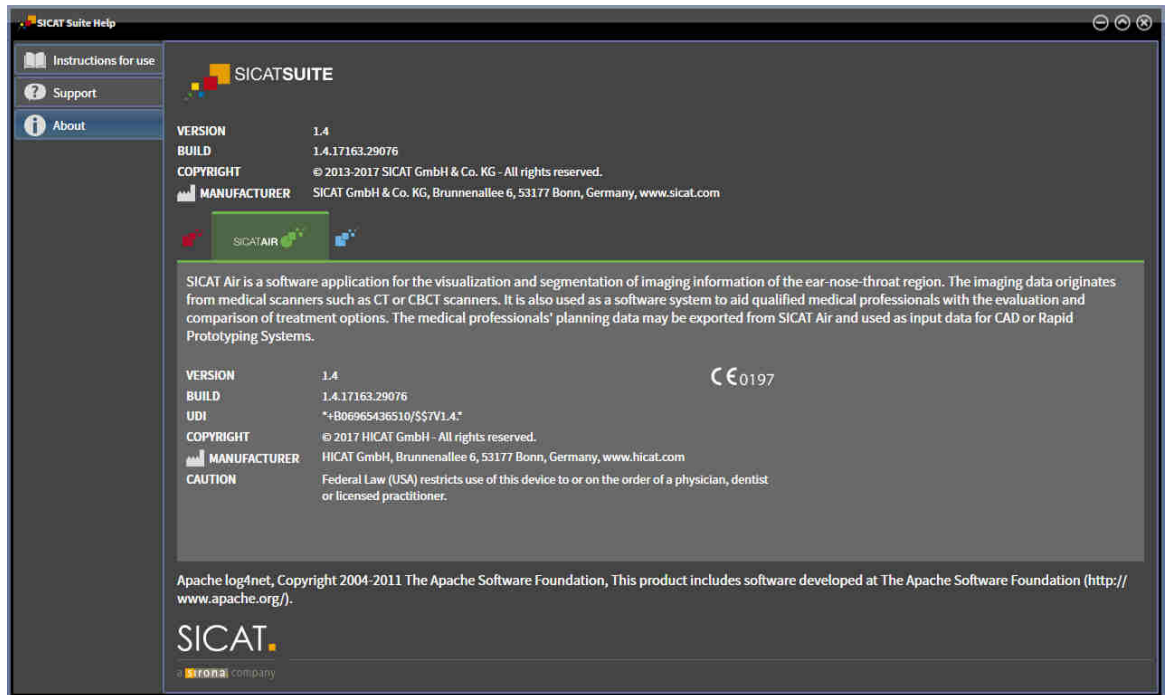 SICAT Suite Help
Instructions for use
Support
About
SICATSUITE
VERSION 1.4
BUILD 1.4.17163.29076
COPYRIGHT © 2013-2017 SICAT GmbH & Co. KG - All rights reserved.
MANUFACTURER SICAT GmbH & Co. KG, Brunnenallee 6, 53177 Bonn, Germany, www.sicat.com
SICATAIR
SICAT Air is a software application for the visualization and segmentation of imaging information of the ear-nose-throat region. The imaging data originates
from medical scanners such as CT or CBCT scanners. It is also used as a software system to aid qualified medical professionals with the evaluation and
comparison of treatment options. The medical professionals' planning data may be exported from SICAT Air and used as input data for CAD or Rapid
Prototyping Systems.
VERSION 1.4 CE0197
BUILD 1.4.17163.29076
UDI *+B06965436510/$$7V1.4.*
COPYRIGHT © 2017 HICAT GmbH - All rights reserved.
MANUFACTURER HICAT GmbH, Brunnenallee 6, 53177 Bonn, Germany, www.hicat.com
CAUTION Federal Law (USA) restricts use of this device to or on the order of a physician, dentist
or licensed practitioner.
Apache log4net, Copyright 2004-2011 The Apache Software Foundation, This product includes software developed at The Apache Software Foundation (http://
www.apache.org/).
SICAT.
a sirona company